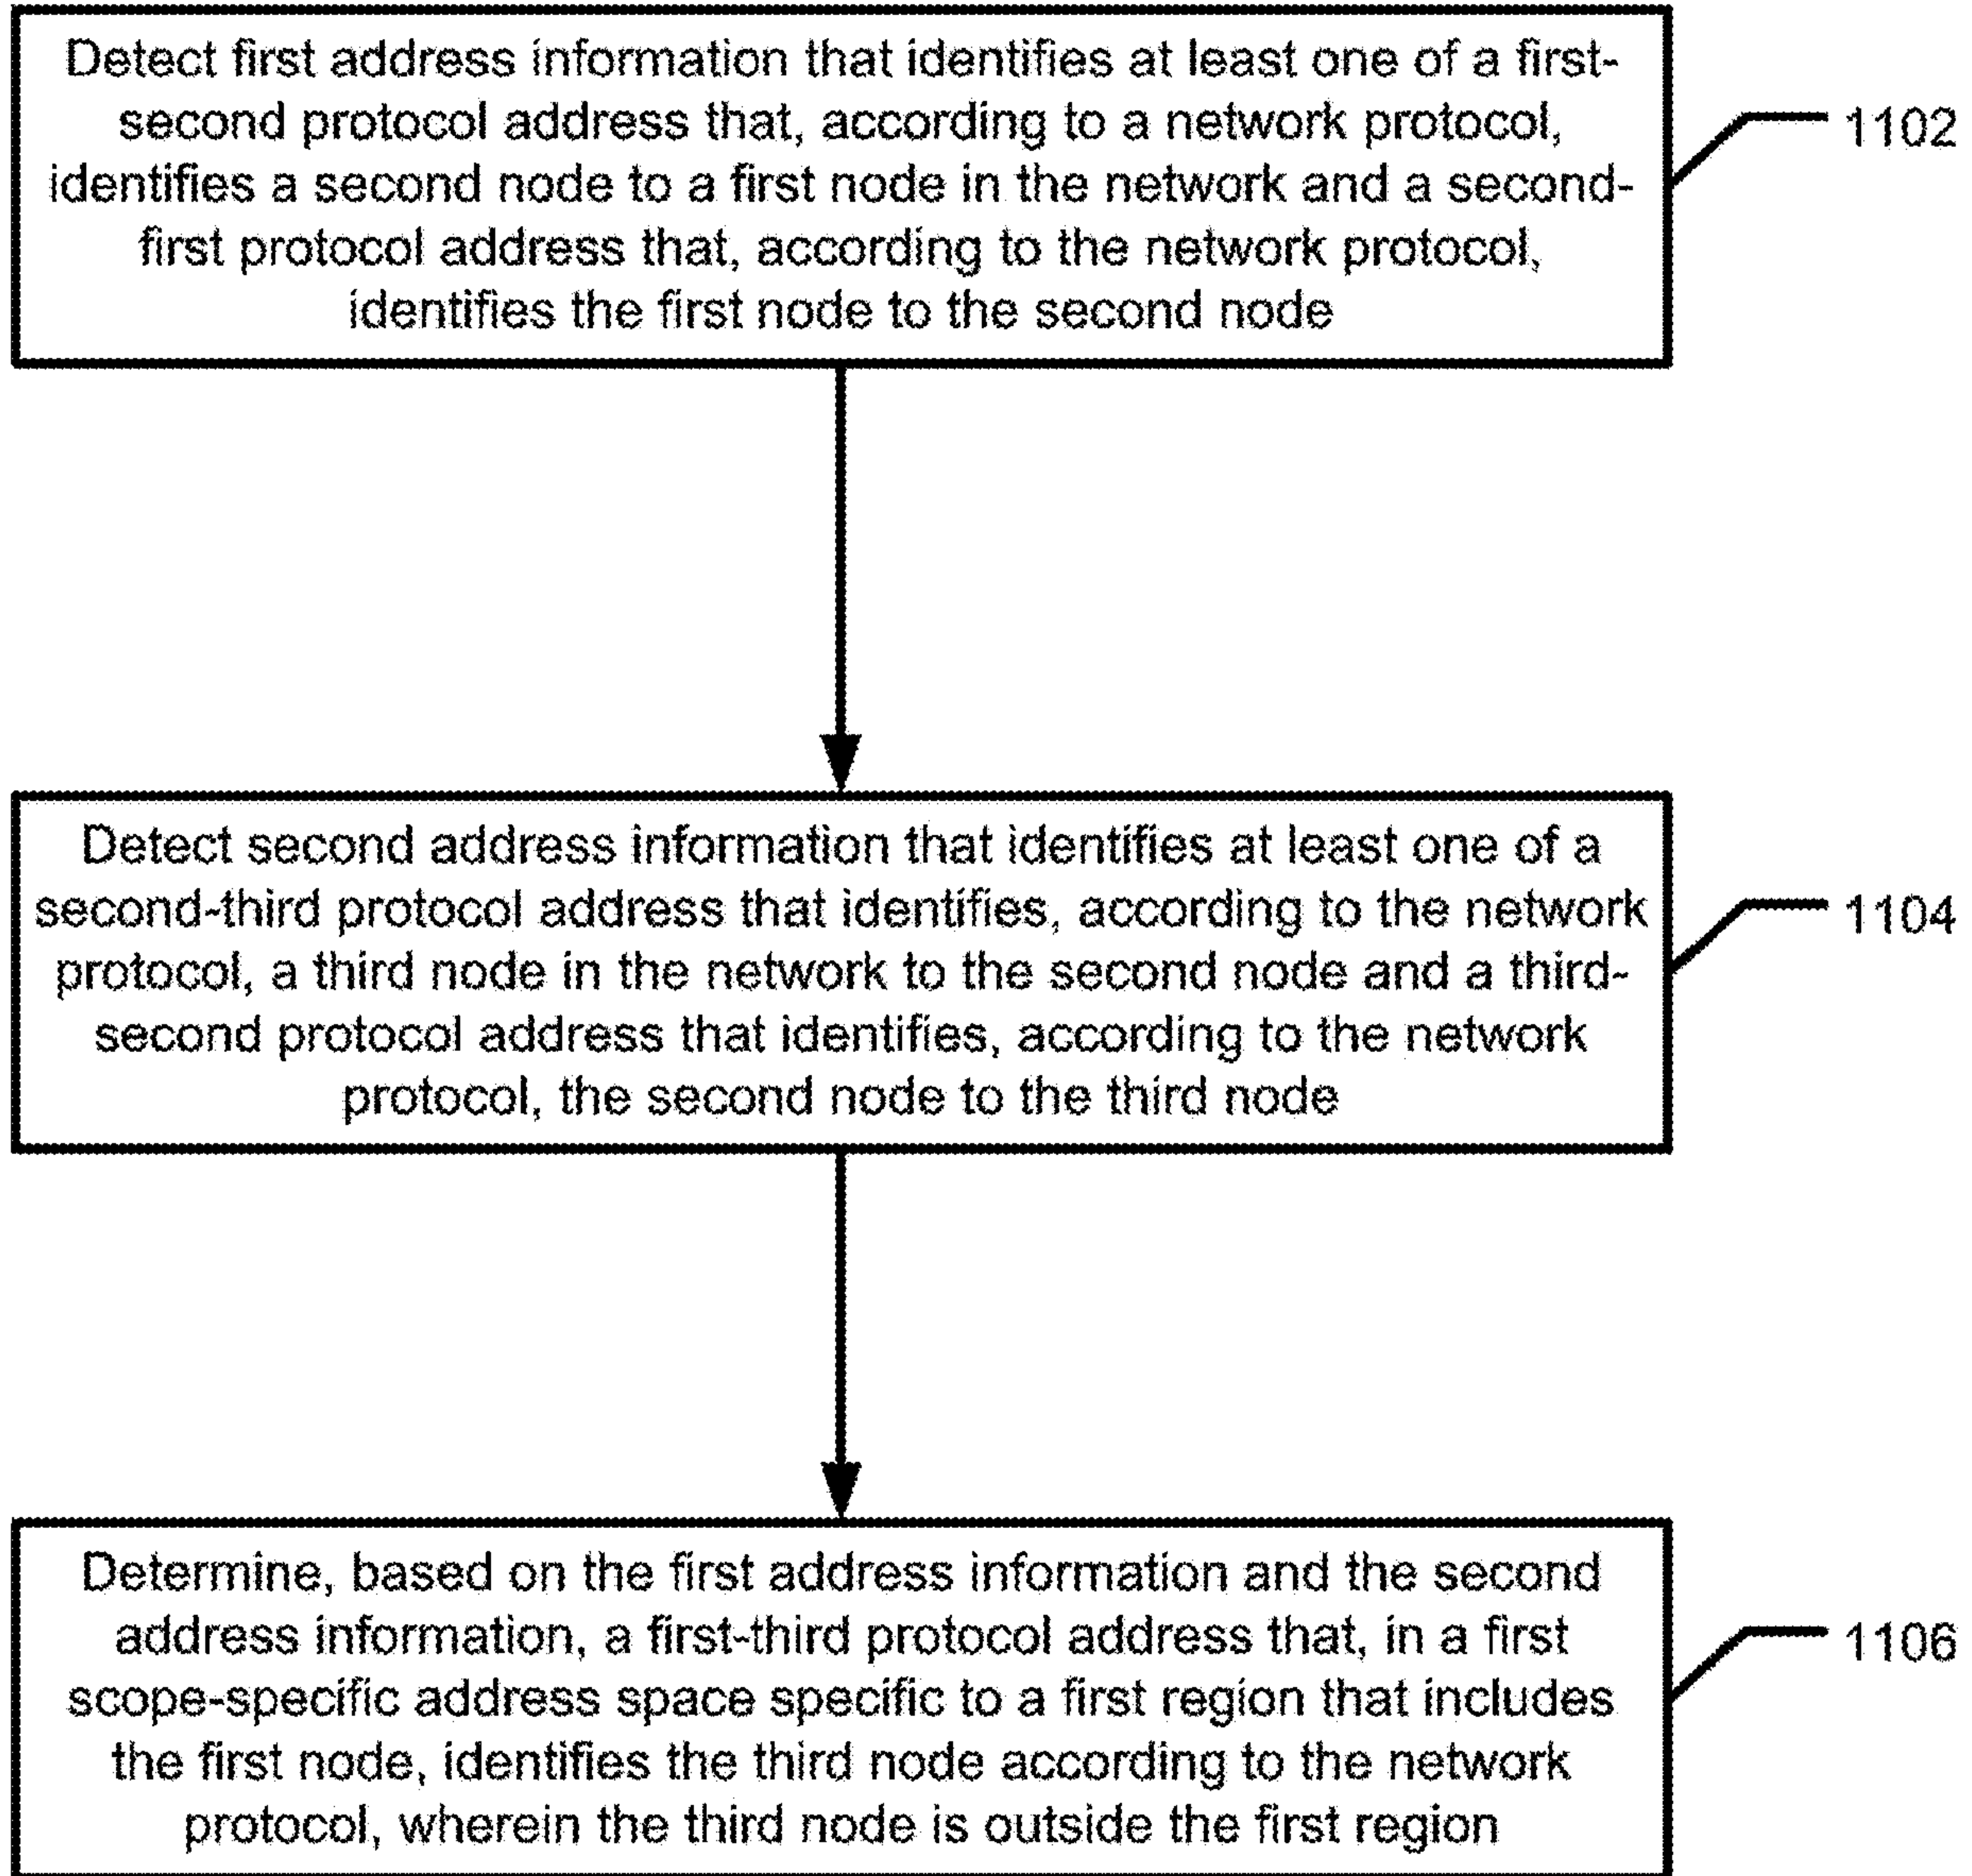 Detect first address information that identifies at least one of a first-
second protocol address that, according to a network protocol,
identifies a second node to a first node in the network and a second-
first protocol address that, according to the network protocol,
identifies the first node to the second node
1102
Detect second address information that identifies at least one of a
second-third protocol address that identifies, according to the network
protocol, a third node in the network to the second node and a third-
second protocol address that identifies, according to the network
protocol, the second node to the third node
1104
Determine, based on the first address information and the second
address information, a first-third protocol address that, in a first
scope-specific address space specific to a first region that includes
the first node, identifies the third node according to the network
protocol, wherein the third node is outside the first region
1106